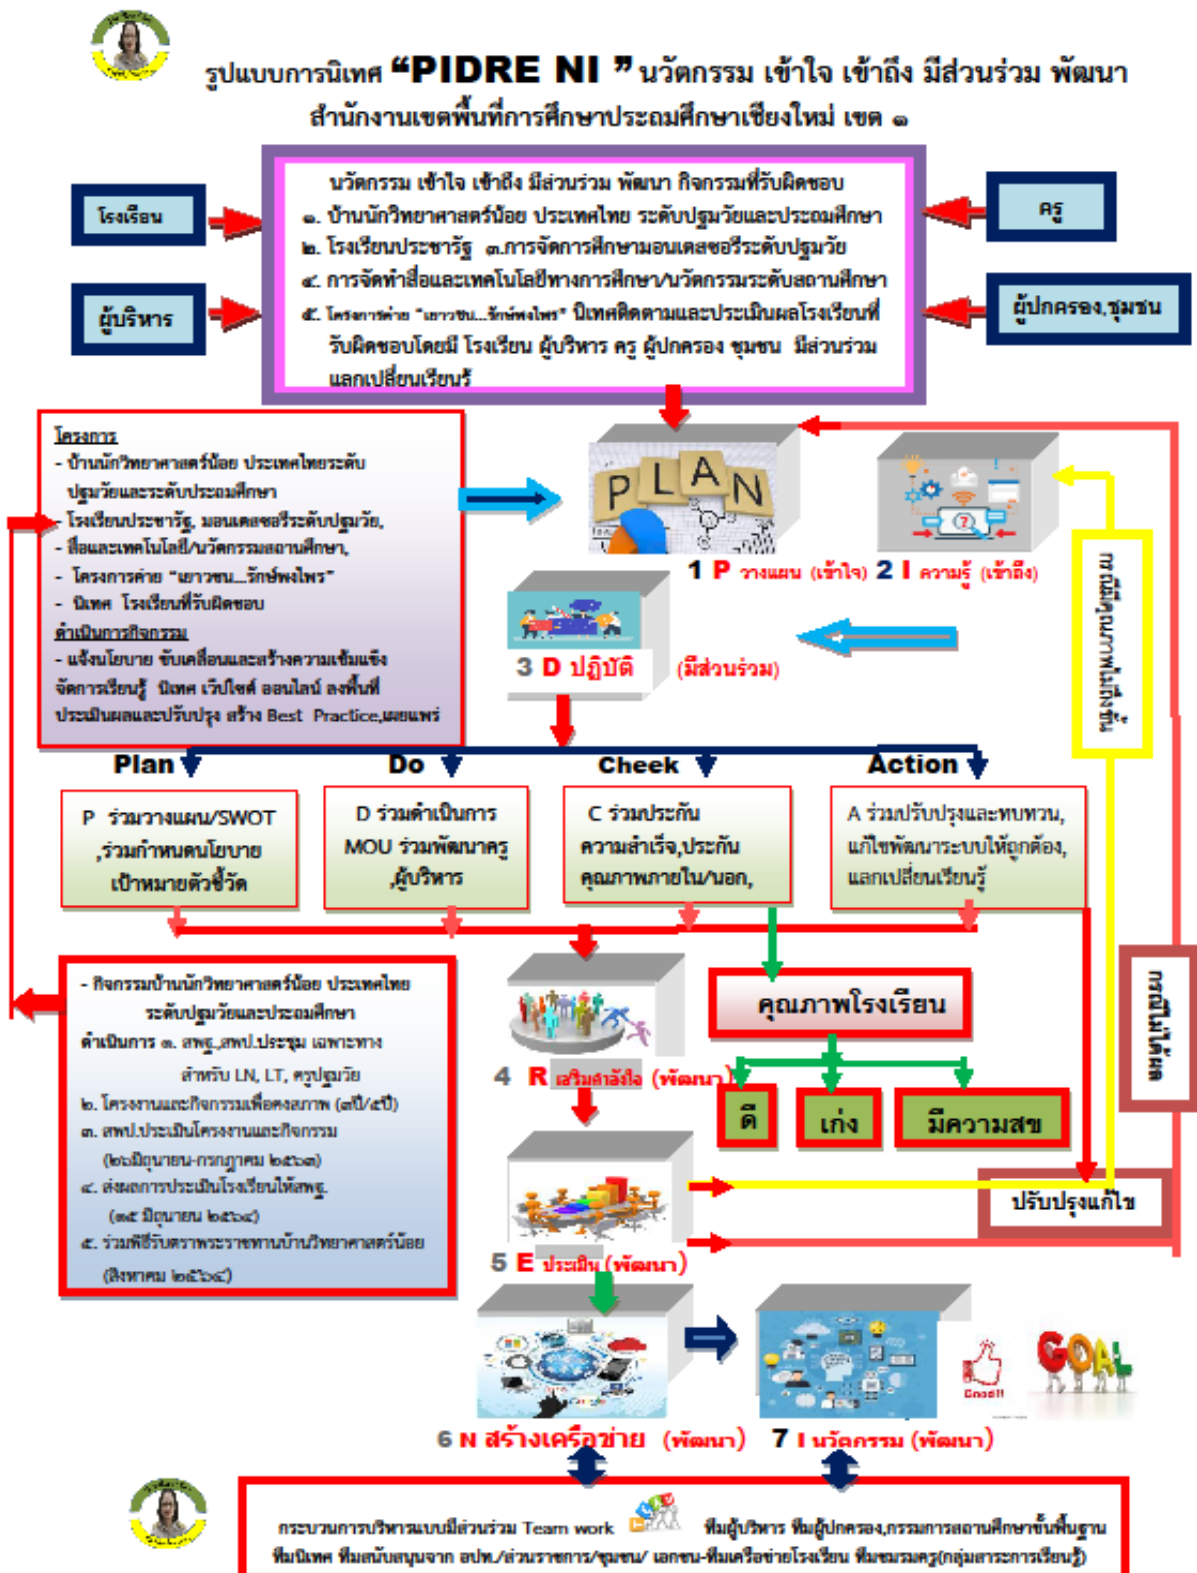 รูปแบบการนิเทศ “PIDRE NI ” นวัตกรรม เข้าใจ เข้าถึง มีส่วนร่วม พัฒนา
สำนักงานเขตพื้นที่การศึกษาประถมศึกษาเชียงใหม่ เขต ๑
นวัตกรรม เข้าใจ เข้าถึง มีส่วนร่วม พัฒนา กิจกรรมที่รับผิดชอบ
๑. บ้านนักวิทยาศาสตร์น้อย ประเทศไทย ระดับปฐมวัยและประถมศึกษา
๒. โรงเรียนประชารัฐ ๓.การจัดการศึกษามอนเตสซอรีระดับปฐมวัย
๔. การจัดทำสื่อและเทคโนโลยีทางการศึกษา/นวัตกรรมระดับสถานศึกษา
๕. โครงการค่าย “เยาวชน...รักษ์พงไพร” นิเทศติดตามและประเมินผลโรงเรียนที่
รับผิดชอบโดยมี โรงเรียน ผู้บริหาร ครู ผู้ปกครอง ชุมชน มีส่วนร่วม
แลกเปลี่ยนเรียนรู้
โรงเรียน
ผู้บริหาร
ครู
ผู้ปกครอง,ชุมชน
โครงการ
- บ้านนักวิทยาศาสตร์น้อย ประเทศไทยระดับ
ปฐมวัยและระดับประถมศึกษา
- โรงเรียนประชารัฐ, มอนเตสซอรีระดับปฐมวัย,
- สื่อและเทคโนโลยี/นวัตกรรมสถานศึกษา,
- โครงการค่าย “เยาวชน...รักษ์พงไพร”
- นิเทศ โรงเรียนที่รับผิดชอบ
ดำเนินการกิจกรรม
- แจ้งนโยบาย ขับเคลื่อนและสร้างความเข้มแข็ง
จัดการเรียนรู้ นิเทศ เว็ปไซต์ ออนไลน์ ลงพื้นที่
ประเมินผลและปรับปรุง สร้าง Best Practice,เผยแพร่
PLAN
1 P วางแผน (เข้าใจ) 2 I ความรู้ (เข้าถึง)
3 D ปฏิบัติ (มีส่วนร่วม)
กรณีมีคุณภาพไม่ถึงขั้น
Plan Do Cheek Action
P ร่วมวางแผน/SWOT
,ร่วมกำหนดนโยบาย
เป้าหมายตัวชี้วัด
D ร่วมดำเนินการ
MOU ร่วมพัฒนาครู
,ผู้บริหาร
C ร่วมประกัน
ความสำเร็จ,ประกัน
คุณภาพภายใน/นอก,
A ร่วมปรับปรุงและทบทวน,
แก้ไขพัฒนาระบบให้ถูกต้อง,
แลกเปลี่ยนเรียนรู้
- กิจกรรมบ้านนักวิทยาศาสตร์น้อย ประเทศไทย
ระดับปฐมวัยและประถมศึกษา
ดำเนินการ ๑. สพฐ.,สพป.ประชุม เฉพาะทาง
สำหรับ LN, LT, ครูปฐมวัย
๒. โครงงานและกิจกรรมเพื่อคงสภาพ (๓ปี/๕ปี)
๓. สพป.ประเมินโครงงานและกิจกรรม
(๒๖มิถุนายน-กรกฎาคม ๒๕๖๓)
๔. ส่งผลการประเมินโรงเรียนให้สพฐ.
(๑๕ มิถุนายน ๒๕๖๔)
๕. ร่วมพิธีรับตราพระราชทานบ้านวิทยาศาสตร์น้อย
(สิงหาคม ๒๕๖๔)
4 R เสริมกำลังใจ (พัฒนา)
คุณภาพโรงเรียน
ดี
เก่ง
มีความสุข
กรณีไม่ได้ผล
ปรับปรุงแก้ไข
5 E ประเมิน (พัฒนา)
Good!!
GOAL
6 N สร้างเครือข่าย (พัฒนา) 7 I นวัตกรรม (พัฒนา)
กระบวนการบริหารแบบมีส่วนร่วม Team work ทีมผู้บริหาร ทีมผู้ปกครอง,กรรมการสถานศึกษาขั้นพื้นฐาน
ทีมนิเทศ ทีมสนับสนุนจาก อปท./ส่วนราชการ/ชุมชน/ เอกชน-ทีมเครือข่ายโรงเรียน ทีมชมรมครู(กลุ่มสาระการเรียนรู้)